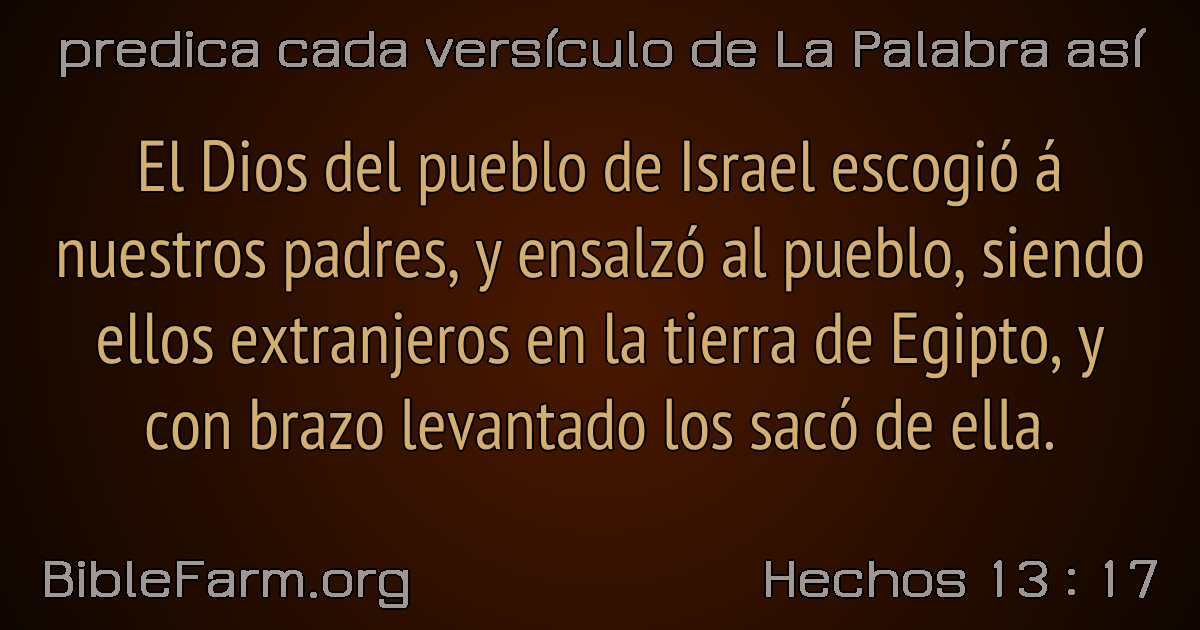 predica cada versículo de La Palabra así
El Dios del pueblo de Israel escogió á
nuestros padres, y ensalzó al pueblo, siendo
ellos extranjeros en la tierra de Egipto, y
con brazo levantado los sacó de ella.
BibleFarm.org
Hechos 13 : 17